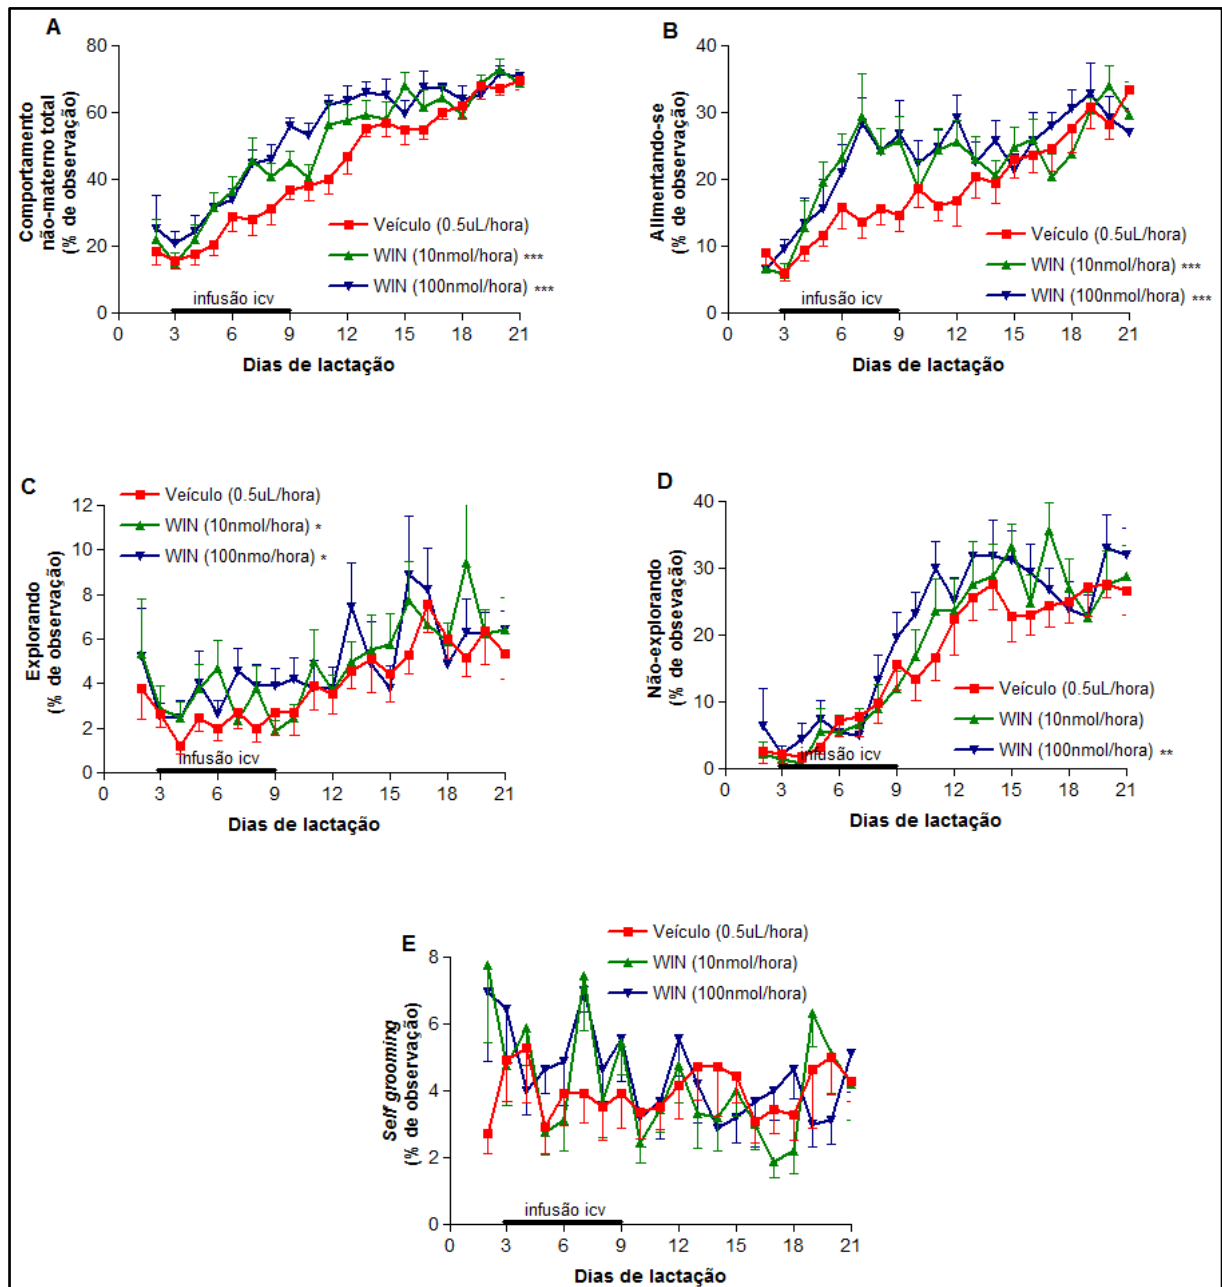 A
Comportamento
não-materno total
(% de observação)
80
60
40
20
0
Veículo (0.5uL/hora)
WIN (10nmol/hora) ***
WIN (100nmol/hora) ***
infusão icv
0 3 6 9 12 15 18 21
Dias de lactação
B
Alimentando-se
(% de observação)
40
30
20
10
0
Veículo (0.5uL/hora)
WIN (10nmol/hora) ***
WIN (100nmol/hora) ***
infusão icv
0 3 6 9 12 15 18 21
Dias de lactação
C
Explorando
(% de observação)
12
10
8
6
4
2
0
Veículo (0.5uL/hora)
WIN (10nmol/hora) *
WIN (100nmo/hora) *
infusão icv
0 3 6 9 12 15 18 21
Dias de lactação
D
Não-explorando
(% de observação)
40
30
20
10
0
Veículo (0.5uL/hora)
WIN (10nmol/hora)
WIN (100nmol/hora) **
infusão icv
0 3 6 9 12 15 18 21
Dias de lactação
E
Self grooming
(% de observação)
8
6
4
2
0
Veículo (0.5uL/hora)
WIN (10nmol/hora)
WIN (100nmol/hora)
infusão icv
0 3 6 9 12 15 18 21
Dias de lactação